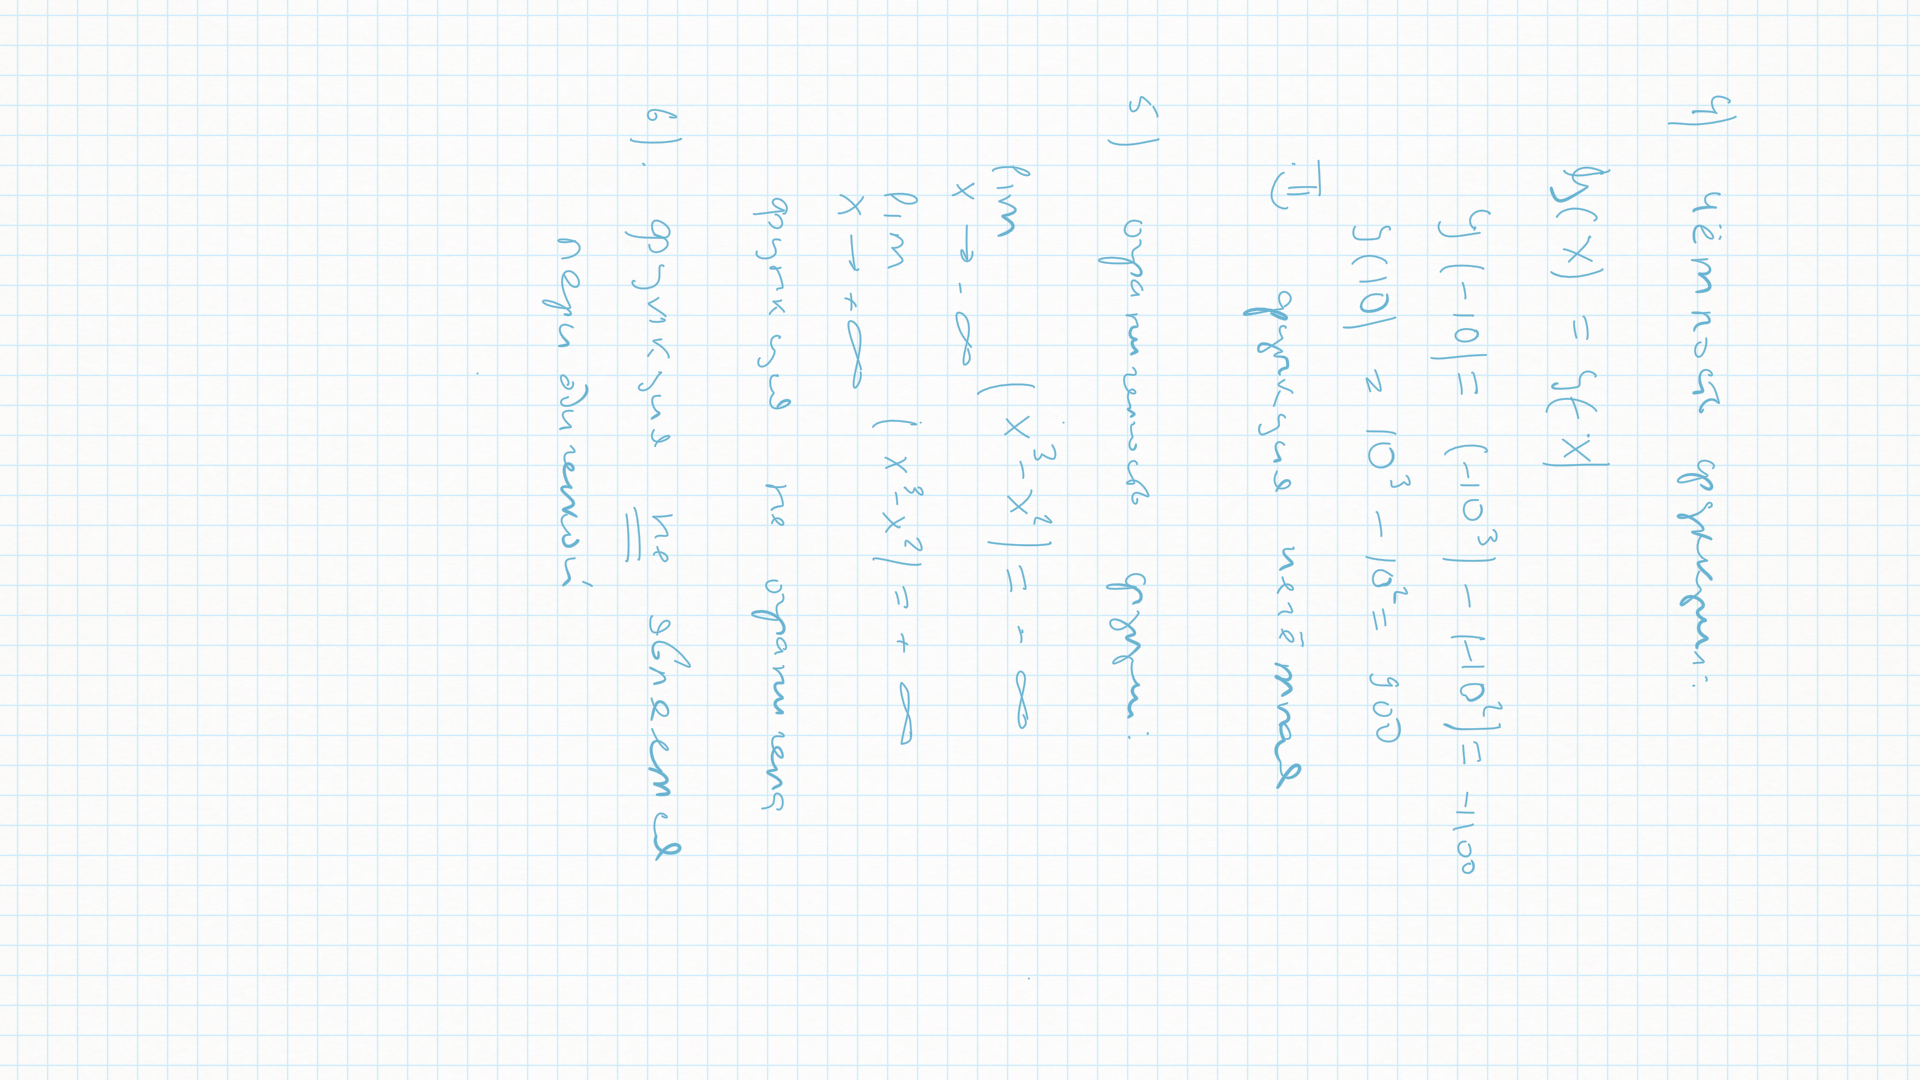 4) чётность функции:
y(x) = y(-x)
y(-10) = (-10³) - (-10²) = -1100
y(10) = 10³ - 10² = 900
⇒ функция нечётная
5) ограниченность функции:
lim (x³-x²) = -∞
x → -∞
lim (x³-x²) = +∞
x → +∞
функция не ограничена
6). функция не является
периодической